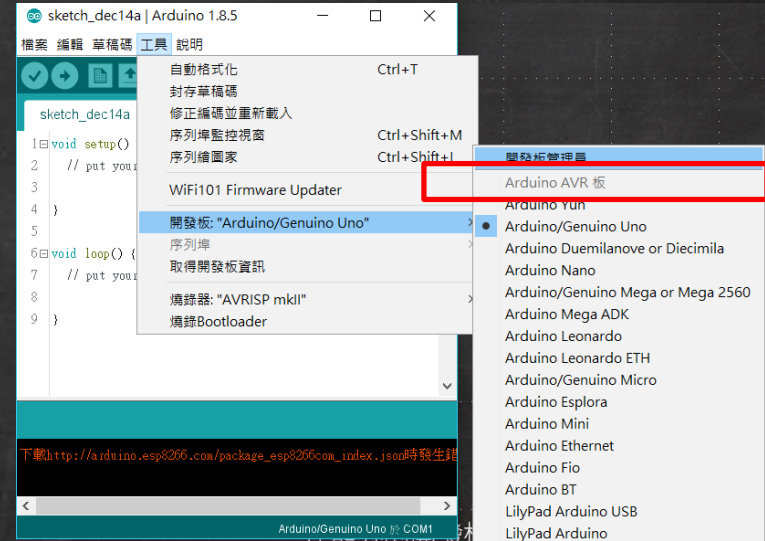 sketch_dec14a | Arduino 1.8.5
檔案 編輯 草稿碼 工具 說明
sketch_dec14a
1 void setup()
2 // put your
3
4 }
5
6 void loop() {
7 // put your
8
9 }
自動格式化 Ctrl+T
封存草稿碼
修正編碼並重新載入
序列埠監控視窗 Ctrl+Shift+M
序列繪圖家 Ctrl+Shift+L
WiFi101 Firmware Updater
開發板: "Arduino/Genuino Uno"
序列埠
取得開發板資訊
燒錄器: "AVRISP mkII"
燒錄Bootloader
開發板管理員
Arduino AVR 板
Arduino Yún
Arduino/Genuino Uno
Arduino Duemilanove or Diecimila
Arduino Nano
Arduino/Genuino Mega or Mega 2560
Arduino Mega ADK
Arduino Leonardo
Arduino Leonardo ETH
Arduino/Genuino Micro
Arduino Esplora
Arduino Mini
Arduino Ethernet
Arduino Fio
Arduino BT
LilyPad Arduino USB
LilyPad Arduino
下載http://arduino.esp8266.com/package_esp8266com_index.json時發生錯
Arduino/Genuino Uno 於 COM1